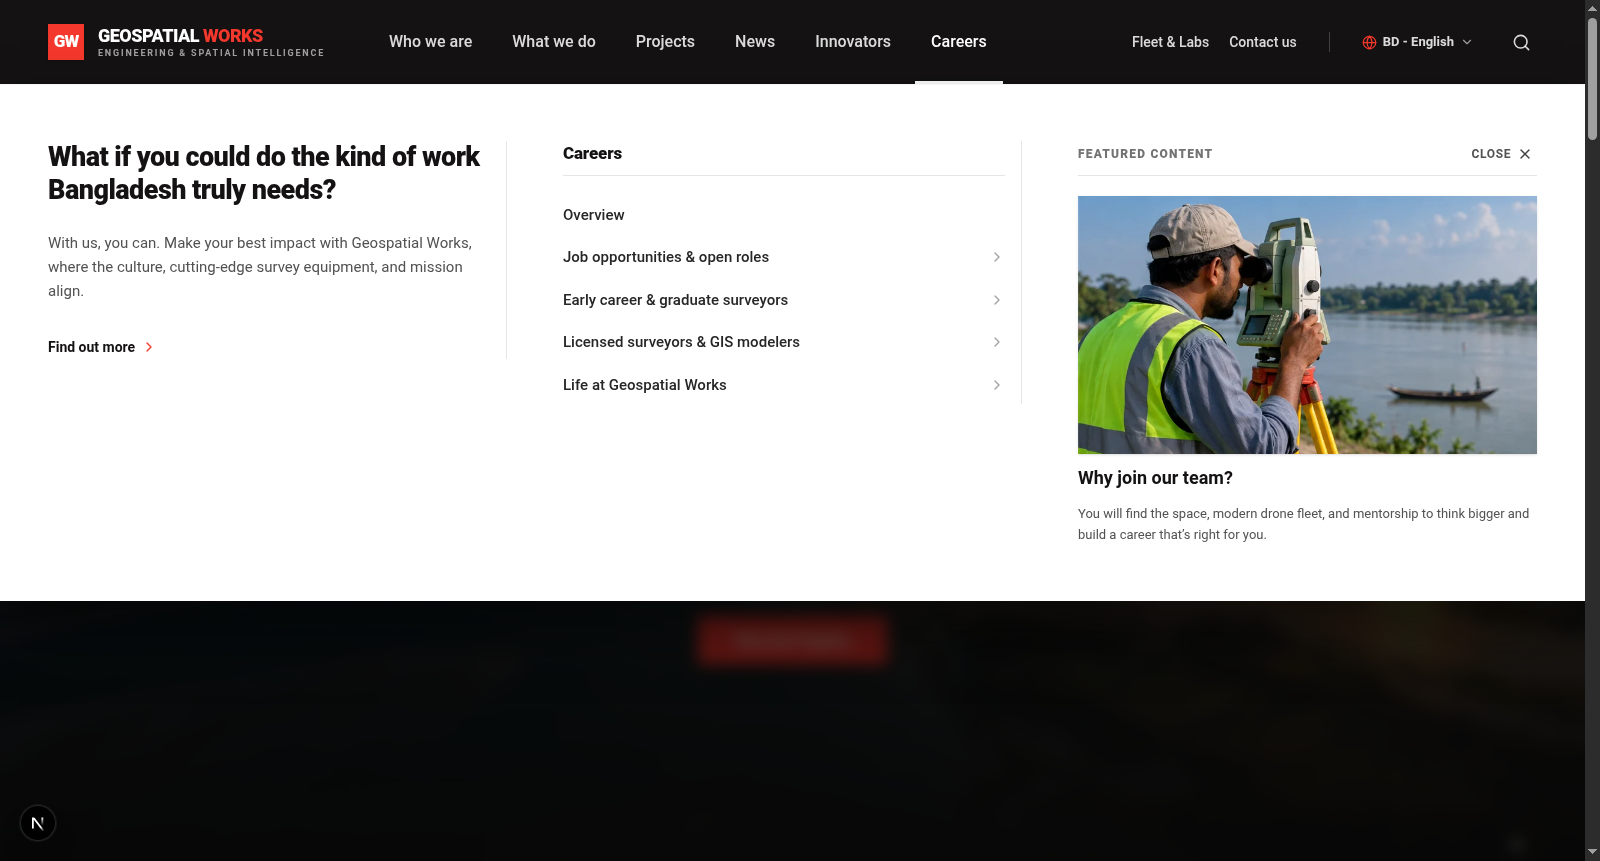 GW
GEOSPATIAL WORKS
ENGINEERING & SPATIAL INTELLIGENCE
Who we are
What we do
Projects
News
Innovators
Careers
Fleet & Labs
Contact us
BD - English
What if you could do the kind of work
Bangladesh truly needs?
With us, you can. Make your best impact with Geospatial Works,
where the culture, cutting-edge survey equipment, and mission
align.
Find out more
Careers
Overview
Job opportunities & open roles
Early career & graduate surveyors
Licensed surveyors & GIS modelers
Life at Geospatial Works
FEATURED CONTENT
CLOSE
Why join our team?
You will find the space, modern drone fleet, and mentorship to think bigger and
build a career that's right for you.
N